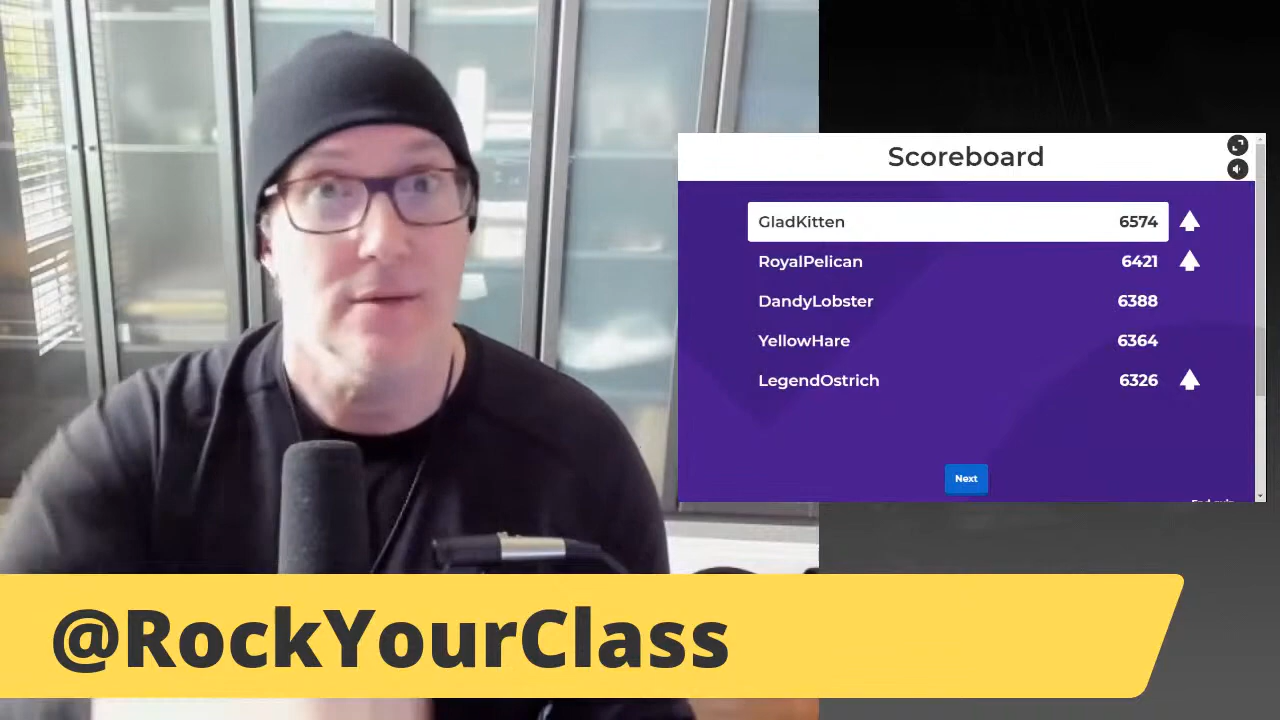 Scoreboard
GladKitten 6574
RoyalPelican 6421
DandyLobster 6388
YellowHare 6364
LegendOstrich 6326
Next
@RockYourClass